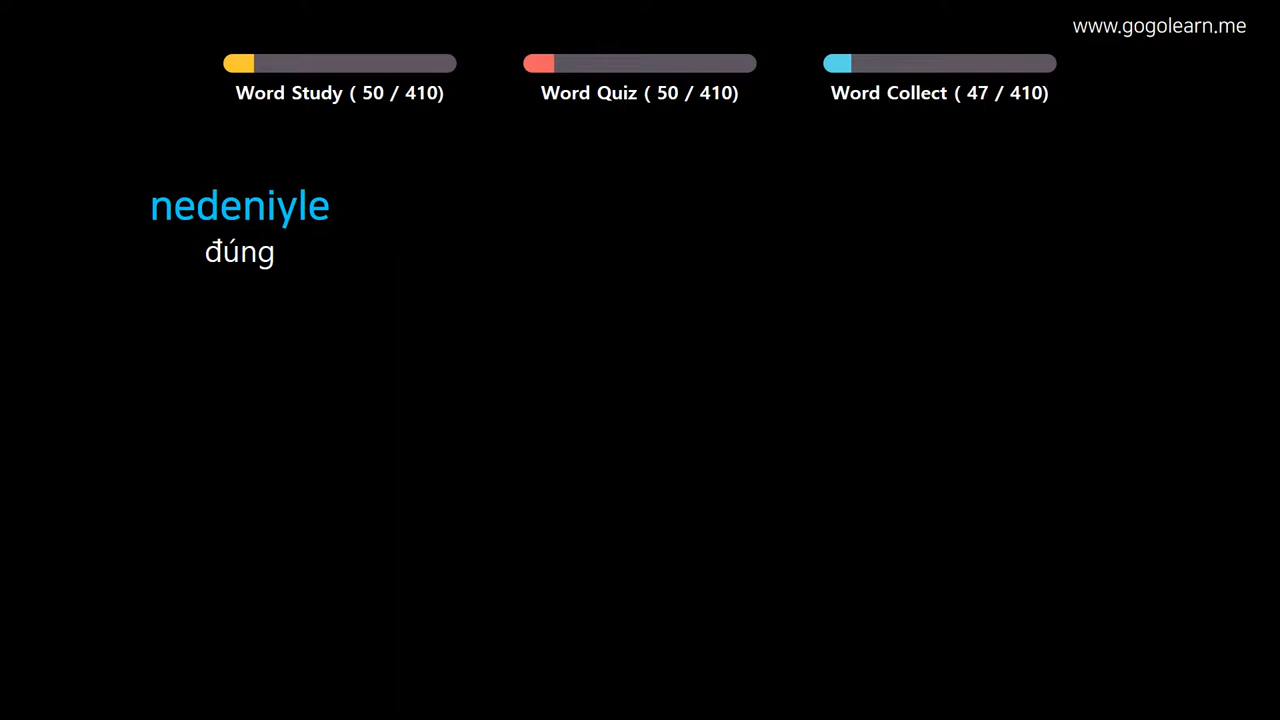 www.gogolearn.me
Word Study ( 50 / 410)
Word Quiz ( 50 / 410)
Word Collect ( 47 / 410)
nedeniyle
đúng